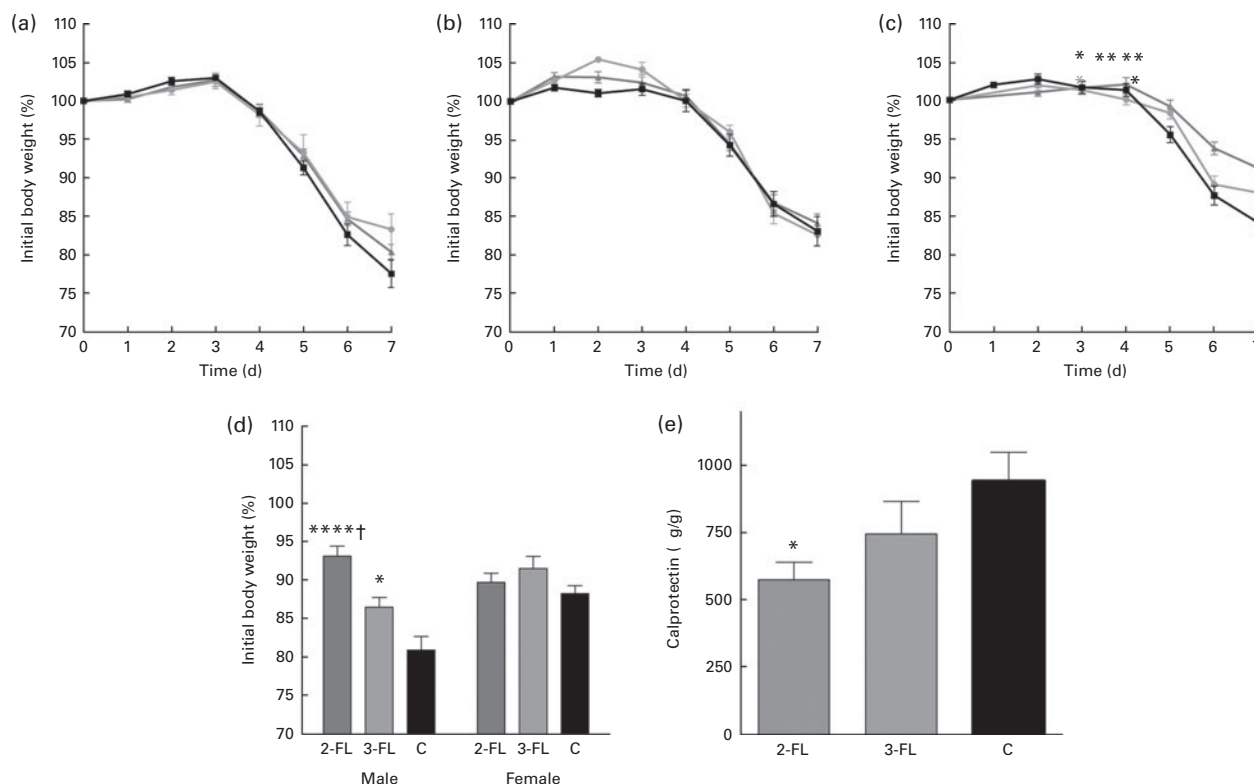 (a)
110
105
100
95
90
85
80
75
70
0 1 2 3 4 5 6 7
Time (d)
Initial body weight (%)
(b)
110
105
100
95
90
85
80
75
70
0 1 2 3 4 5 6 7
Time (d)
Initial body weight (%)
(c)
110
105
100
95
90
85
80
75
70
* ** **
* *
0 1 2 3 4 5 6 7
Time (d)
Initial body weight (%)
(d)
110
105
100
95
90
85
80
75
70
Initial body weight (%)
****†
*
2-FL 3-FL C 2-FL 3-FL C
Male Female
(e)
1000
750
500
250
0
Calprotectin ( g/g)
*
2-FL 3-FL C